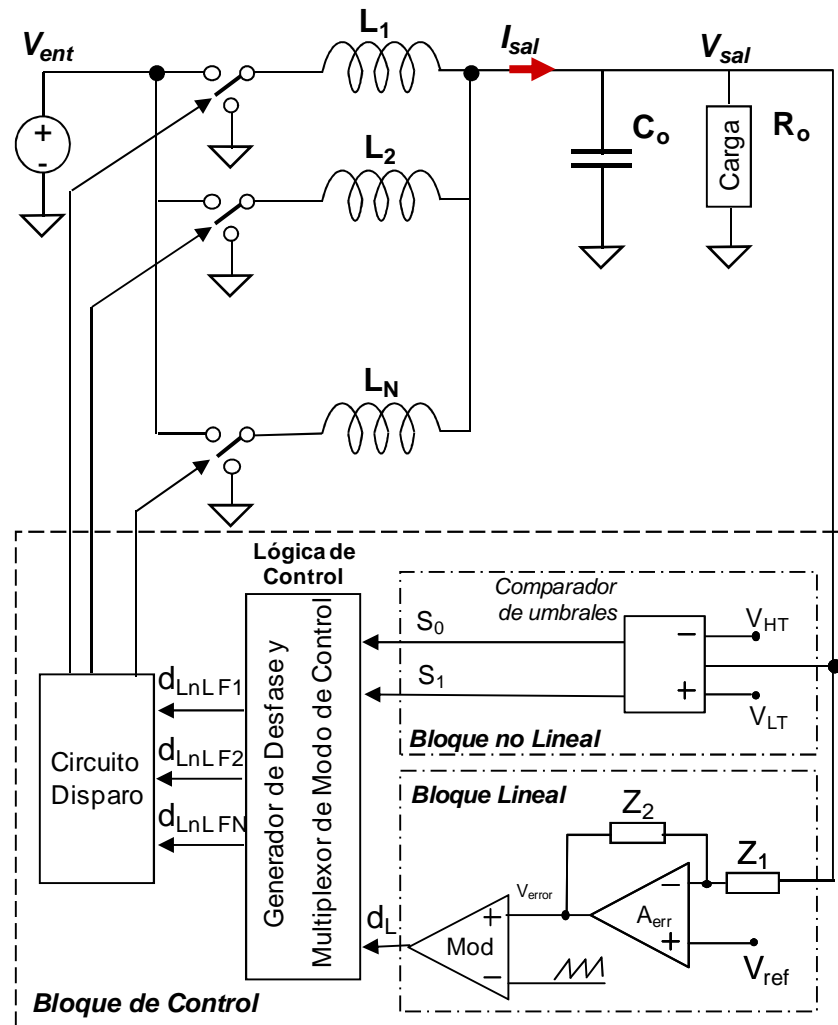 V_ent
+
-
L_1
I_sal
V_sal
C_o
Carga
R_o
L_2
L_N
Lógica de
Control
Comparador
de umbrales
S_0
S_1
-
+
V_HT
V_LT
Bloque no Lineal
d_LnL F1
d_LnL F2
d_LnL FN
Circuito
Disparo
Generador de Desfase y
Multiplexor de Modo de Control
Bloque Lineal
Z_2
Z_1
V_error
-
+
A_err
V_ref
d_L
+
-
Mod
Bloque de Control